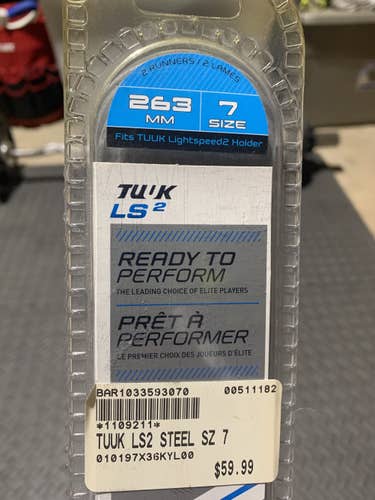 2 RUNNERS / 2 LAMES
263 MM
7 SIZE
Fits TUUK Lightspeed2 Holder
TUUK
LS2
READY TO
PERFORM
THE LEADING CHOICE OF ELITE PLAYERS
PRÊT À
PERFORMER
LE PREMIER CHOIX DES JOUEURS D'ÉLITE
BAR1033593070 00511182
*1109211*
TUUK LS2 STEEL SZ 7
010197X36KYL00
$59.99